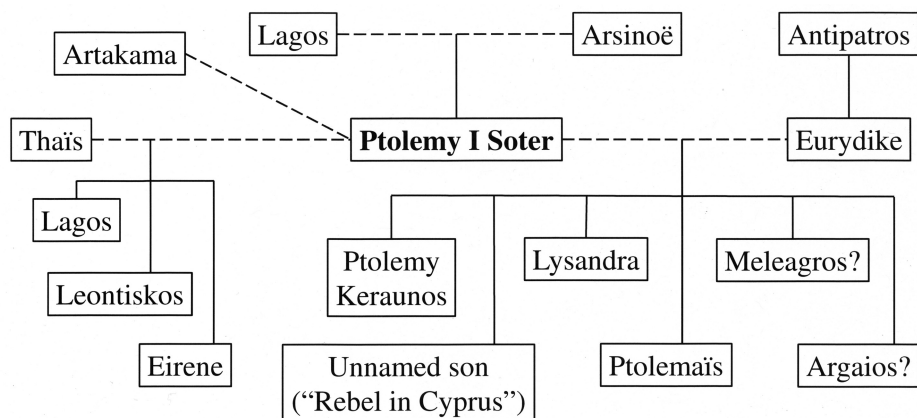 Lagos
Arsinoë
Antipatros
Artakama
Thaïs
Ptolemy I Soter
Eurydike
Lagos
Leontiskos
Eirene
Ptolemy
Keraunos
Unnamed son
(“Rebel in Cyprus”)
Lysandra
Ptolemaïs
Meleagros?
Argaios?